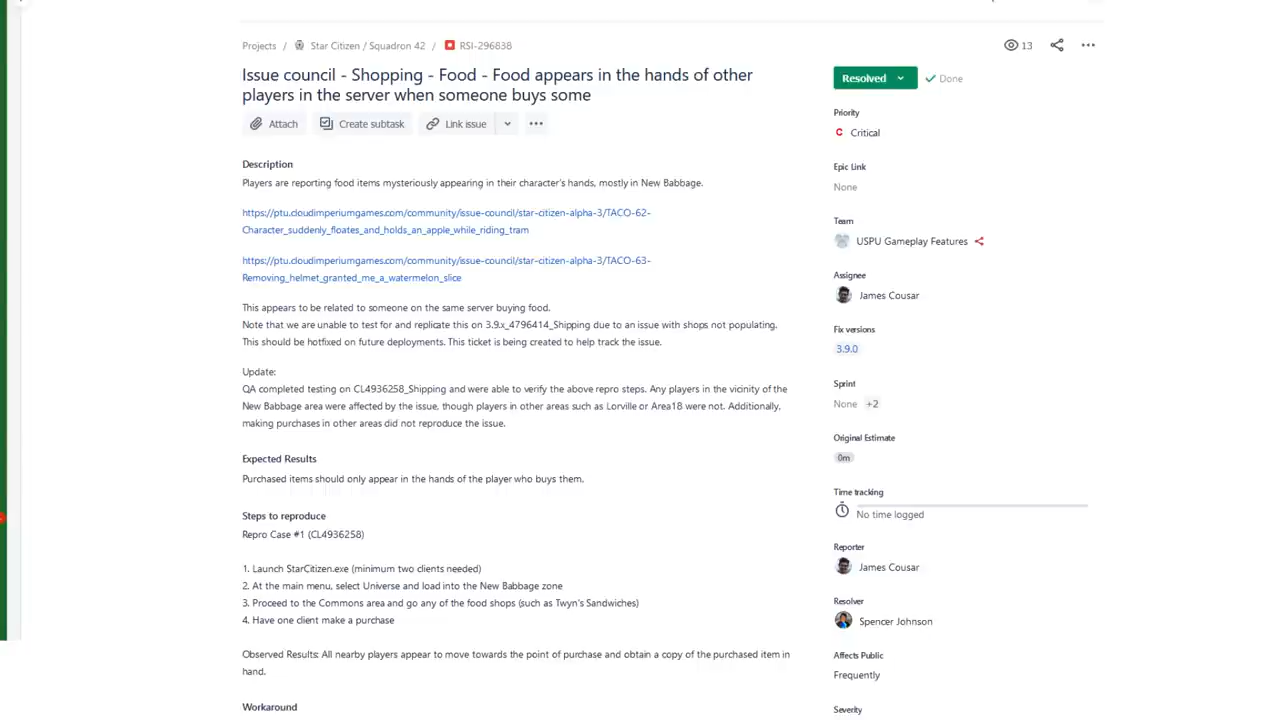 Projects / Star Citizen / Squadron 42 / RSI-296838
13
Issue council - Shopping - Food - Food appears in the hands of other
players in the server when someone buys some
Attach
Create subtask
Link issue
Description
Players are reporting food items mysteriously appearing in their character's hands, mostly in New Babbage.
https://ptu.cloudimperiumgames.com/community/issue-council/star-citizen-alpha-3/TACO-62-
Character_suddenly_floates_and_holds_an_apple_while_riding_tram
https://ptu.cloudimperiumgames.com/community/issue-council/star-citizen-alpha-3/TACO-63-
Removing_helmet_granted_me_a_watermelon_slice
This appears to be related to someone on the same server buying food.
Note that we are unable to test for and replicate this on 3.9.x_4796414_Shipping due to an issue with shops not populating.
This should be hotfixed on future deployments. This ticket is being created to help track the issue.
Update:
QA completed testing on CL4936258_Shipping and were able to verify the above repro steps. Any players in the vicinity of the
New Babbage area were affected by the issue, though players in other areas such as Lorville or Area18 were not. Additionally,
making purchases in other areas did not reproduce the issue.
Expected Results
Purchased items should only appear in the hands of the player who buys them.
Steps to reproduce
Repro Case #1 (CL4936258)
1. Launch StarCitizen.exe (minimum two clients needed)
2. At the main menu, select Universe and load into the New Babbage zone
3. Proceed to the Commons area and go any of the food shops (such as Twyn's Sandwiches)
4. Have one client make a purchase
Observed Results: All nearby players appear to move towards the point of purchase and obtain a copy of the purchased item in
hand.
Workaround
Resolved
Done
Priority
Critical
Epic Link
None
Team
USPU Gameplay Features
Assignee
James Cousar
Fix versions
3.9.0
Sprint
None +2
Original Estimate
0m
Time tracking
No time logged
Reporter
James Cousar
Resolver
Spencer Johnson
Affects Public
Frequently
Severity